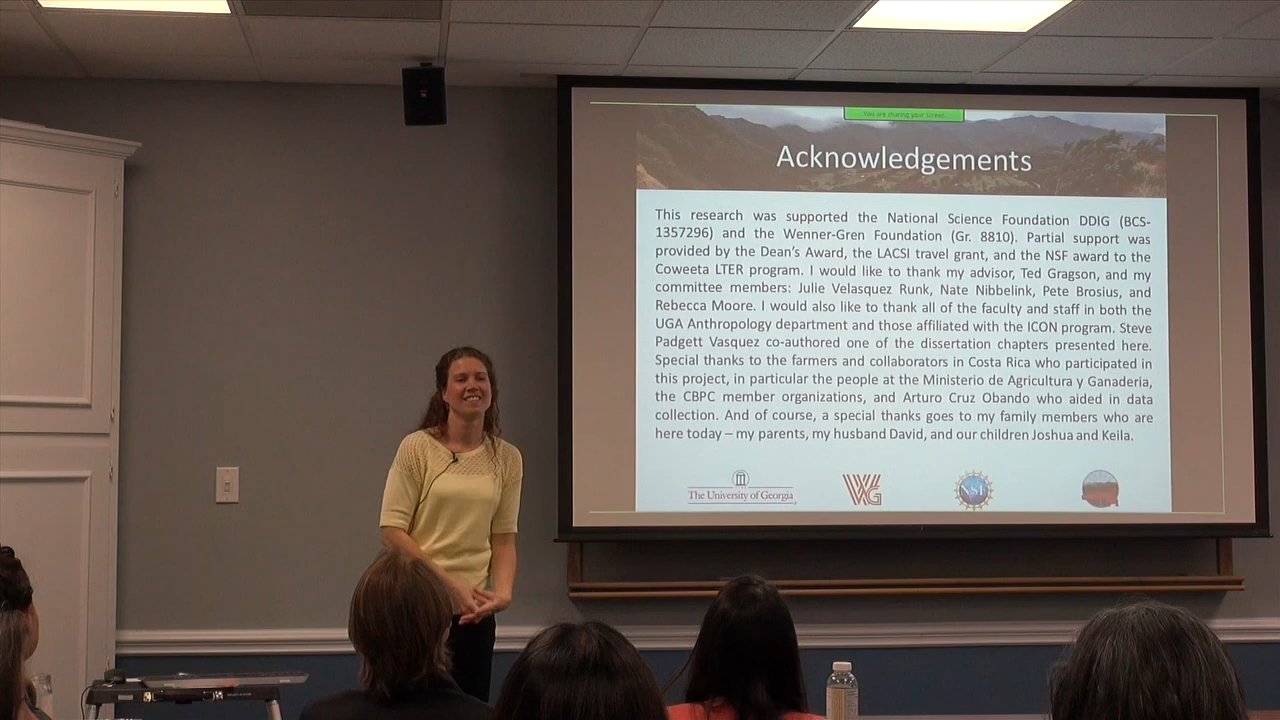 You are sharing your screen
Acknowledgements
This research was supported the National Science Foundation DDIG (BCS-
1357296) and the Wenner-Gren Foundation (Gr. 8810). Partial support was
provided by the Dean's Award, the LACSI travel grant, and the NSF award to the
Coweeta LTER program. I would like to thank my advisor, Ted Gragson, and my
committee members: Julie Velasquez Runk, Nate Nibbelink, Pete Brosius, and
Rebecca Moore. I would also like to thank all of the faculty and staff in both the
UGA Anthropology department and those affiliated with the ICON program. Steve
Padgett Vasquez co-authored one of the dissertation chapters presented here.
Special thanks to the farmers and collaborators in Costa Rica who participated in
this project, in particular the people at the Ministerio de Agricultura y Ganaderia,
the CBPC member organizations, and Arturo Cruz Obando who aided in data
collection. And of course, a special thanks goes to my family members who are
here today – my parents, my husband David, and our children Joshua and Keila.
The University of Georgia
WG
NSF